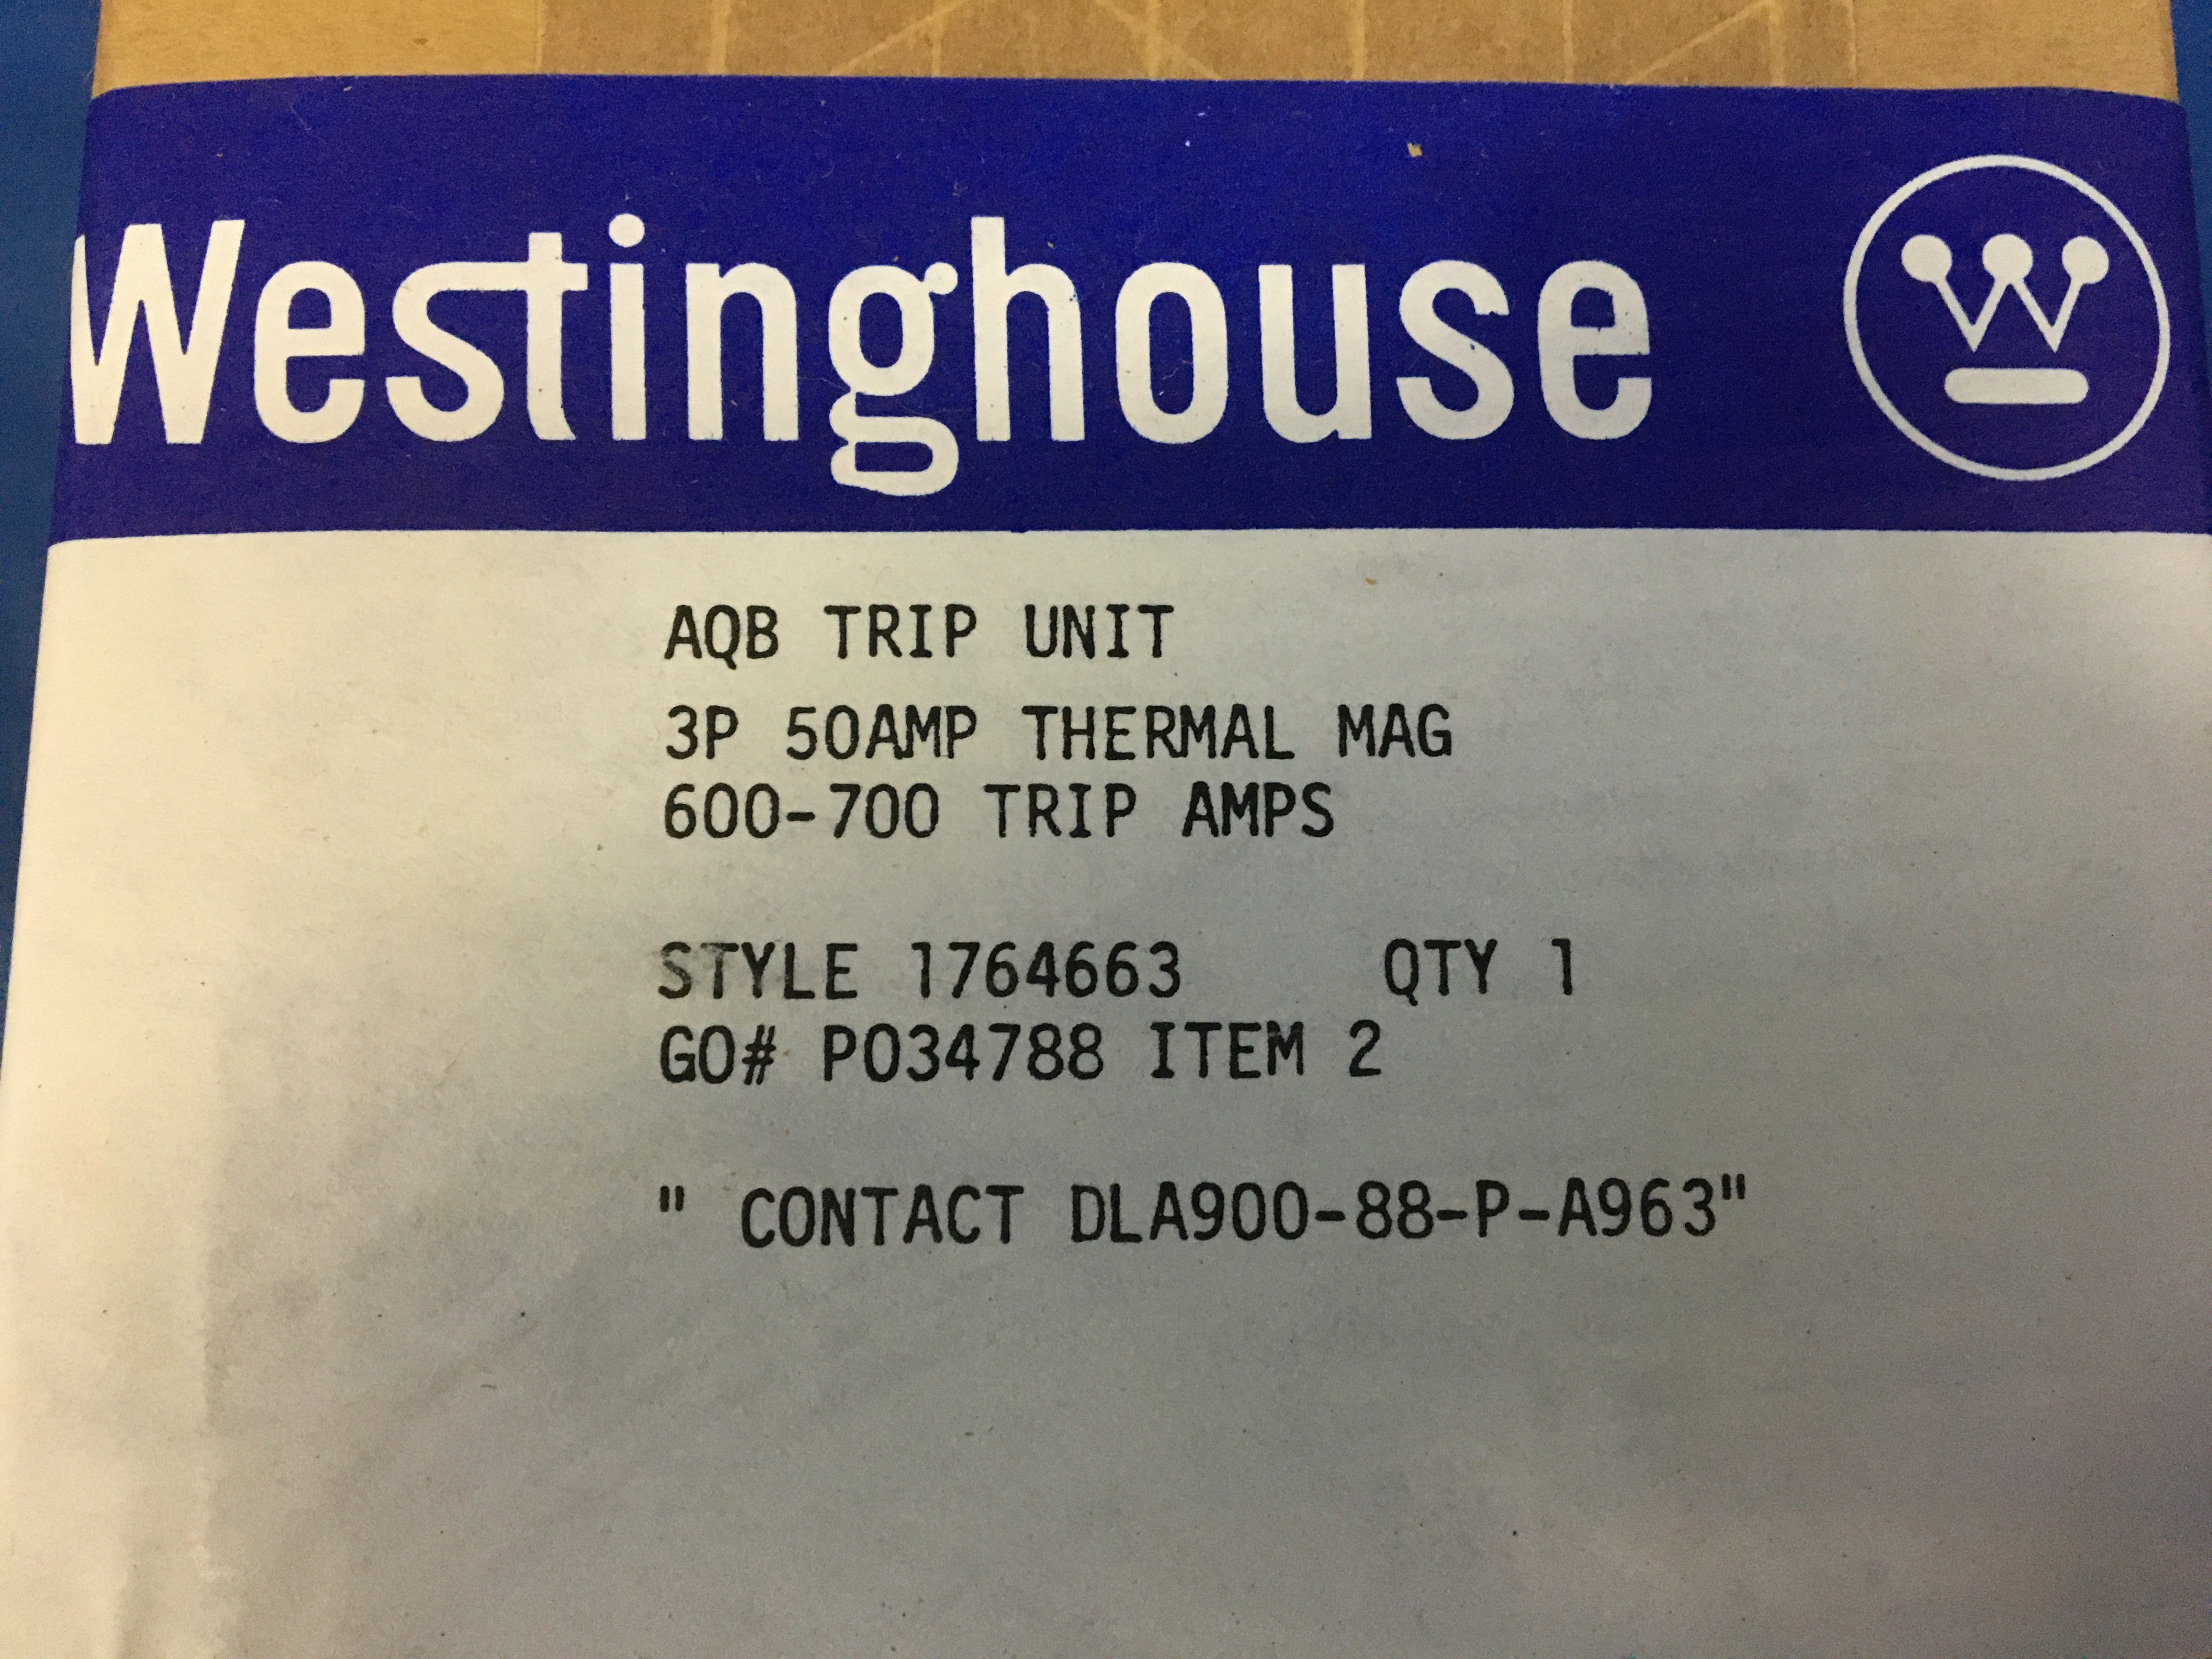 Westinghouse W
AQB TRIP UNIT
3P 50AMP THERMAL MAG
600-700 TRIP AMPS
STYLE 1764663 QTY 1
GO# PO34788 ITEM 2
" CONTACT DLA900-88-P-A963"